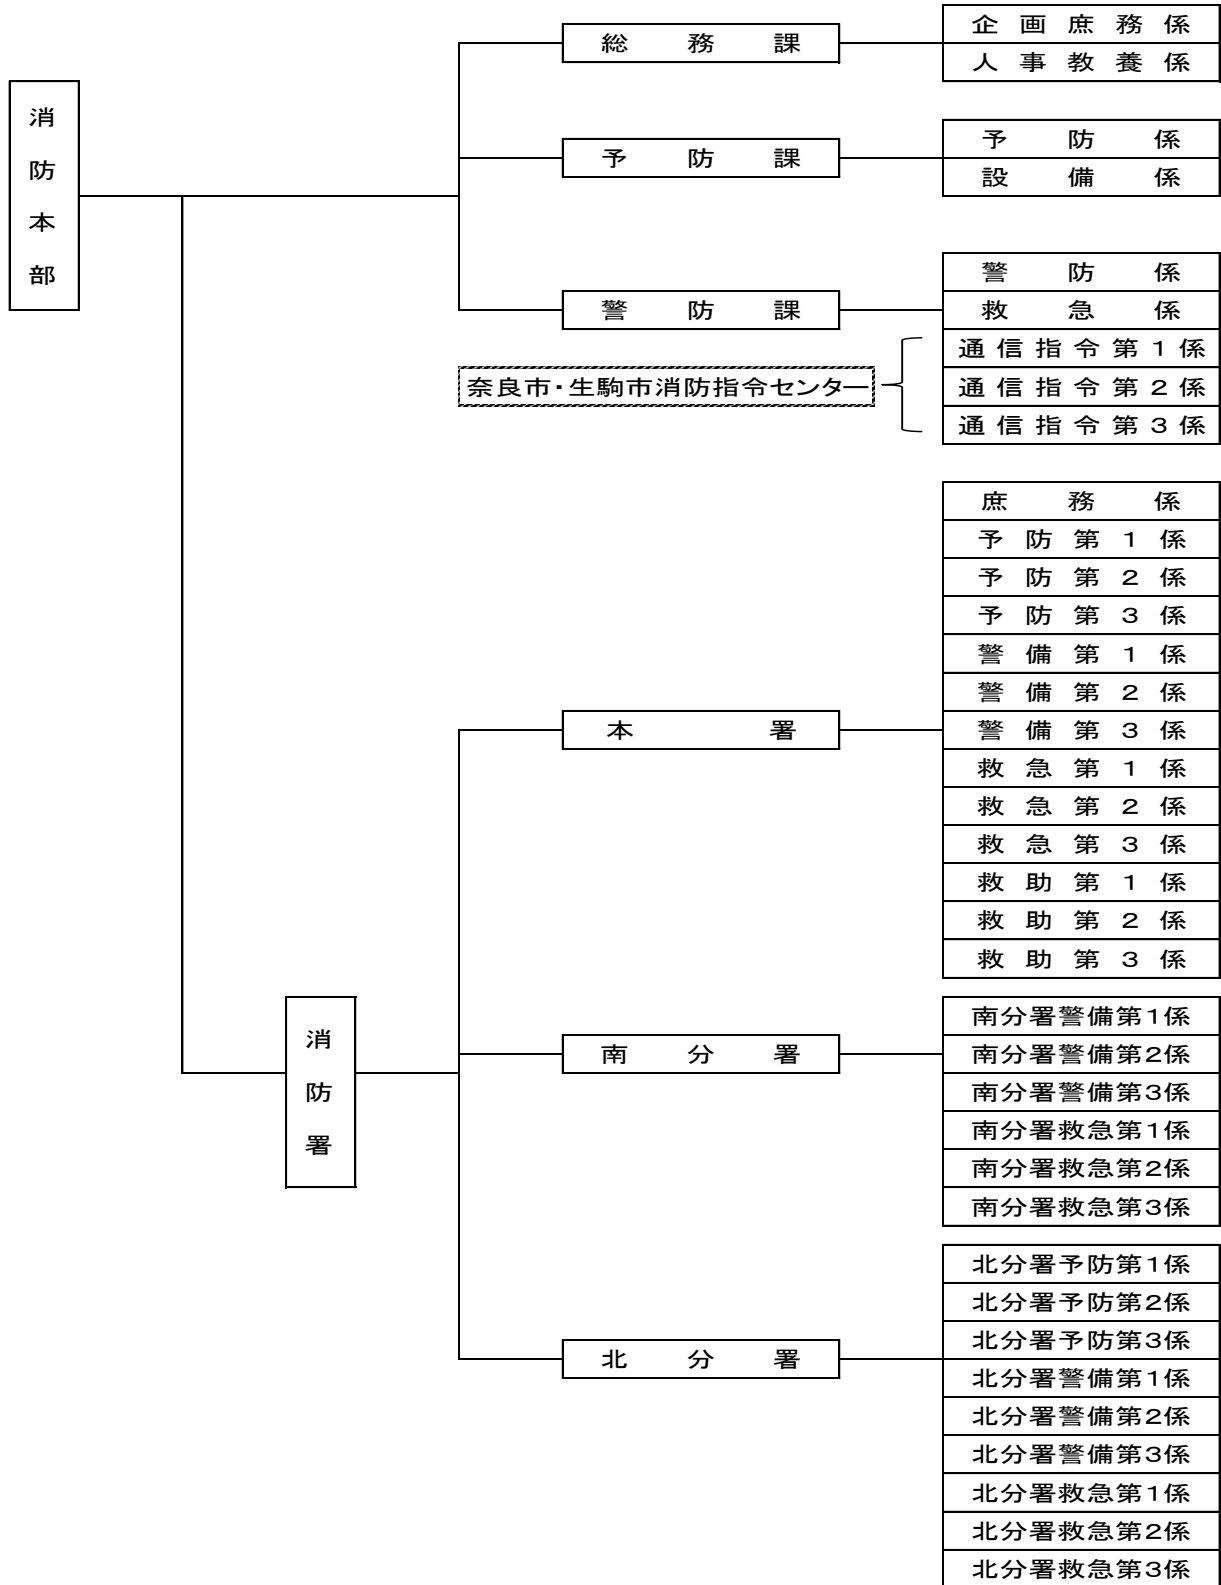 消防本部
総務課
企画庶務係
人事教養係
予防課
予防係
設備係
警防課
警防係
救急係
奈良市・生駒市消防指令センター
通信指令第1係
通信指令第2係
通信指令第3係
消防署
本署
庶務係
予防第1係
予防第2係
予防第3係
警備第1係
警備第2係
警備第3係
救急第1係
救急第2係
救急第3係
救助第1係
救助第2係
救助第3係
南分署
南分署警備第1係
南分署警備第2係
南分署警備第3係
南分署救急第1係
南分署救急第2係
南分署救急第3係
北分署
北分署予防第1係
北分署予防第2係
北分署予防第3係
北分署警備第1係
北分署警備第2係
北分署警備第3係
北分署救急第1係
北分署救急第2係
北分署救急第3係